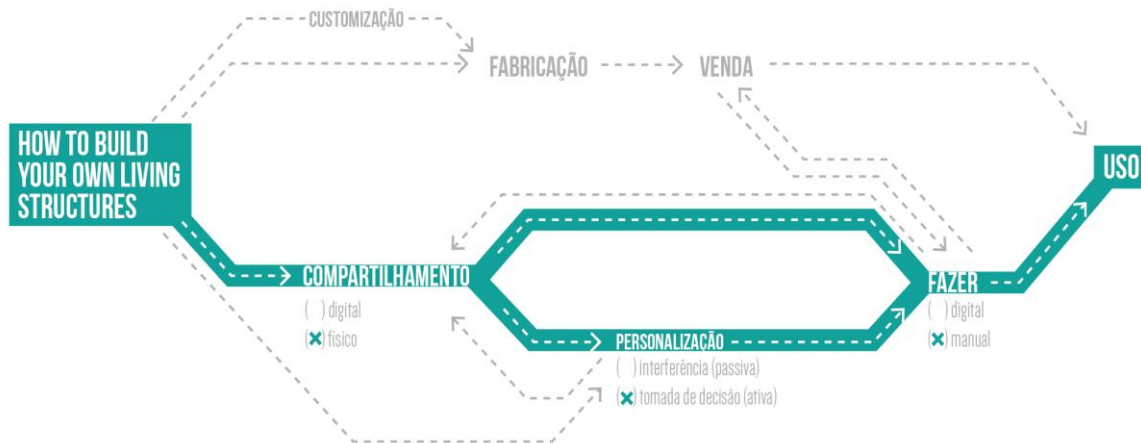 CUSTOMIZAÇÃO
FABRICAÇÃO
VENDA
HOW TO BUILD
YOUR OWN LIVING
STRUCTURES
USO
COMPARTILHAMENTO
( ) digital
(×) físico
PERSONALIZAÇÃO
( ) interferência (passiva)
(×) tomada de decisão (ativa)
FAZER
( ) digital
(×) manual